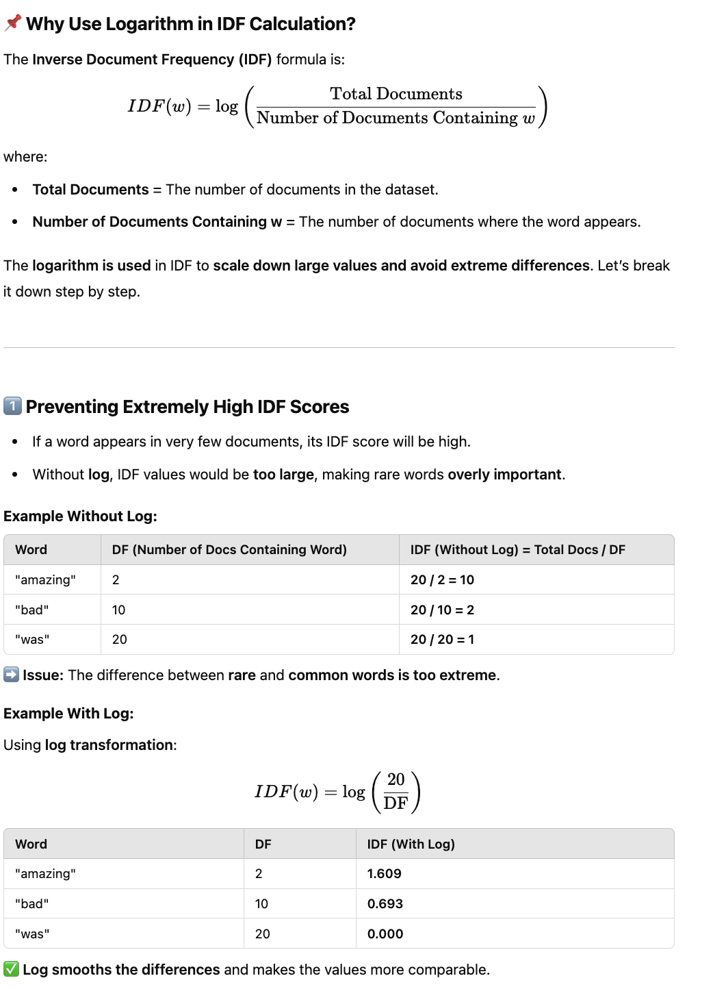 📌 Why Use Logarithm in IDF Calculation?
The Inverse Document Frequency (IDF) formula is:
IDF(w) = log ( Total Documents / Number of Documents Containing w )
where:
• Total Documents = The number of documents in the dataset.
• Number of Documents Containing w = The number of documents where the word appears.
The logarithm is used in IDF to scale down large values and avoid extreme differences. Let's break
it down step by step.
1️⃣ Preventing Extremely High IDF Scores
• If a word appears in very few documents, its IDF score will be high.
• Without log, IDF values would be too large, making rare words overly important.
Example Without Log:
Word DF (Number of Docs Containing Word) IDF (Without Log) = Total Docs / DF
"amazing" 2 20 / 2 = 10
"bad" 10 20 / 10 = 2
"was" 20 20 / 20 = 1
➡️ Issue: The difference between rare and common words is too extreme.
Example With Log:
Using log transformation:
IDF(w) = log ( 20 / DF )
Word DF IDF (With Log)
"amazing" 2 1.609
"bad" 10 0.693
"was" 20 0.000
✅ Log smooths the differences and makes the values more comparable.